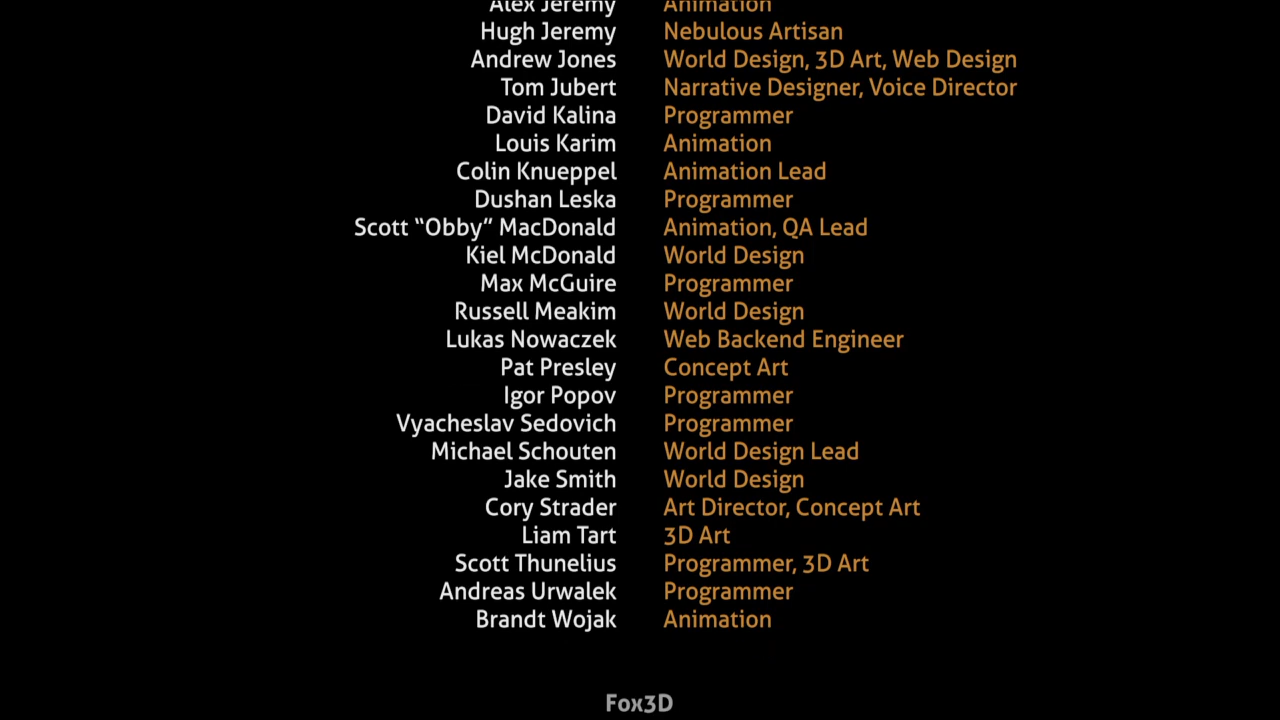 Alex Jeremy Animation
Hugh Jeremy Nebulous Artisan
Andrew Jones World Design, 3D Art, Web Design
Tom Jubert Narrative Designer, Voice Director
David Kalina Programmer
Louis Karim Animation
Colin Knueppel Animation Lead
Dushan Leska Programmer
Scott “Obby” MacDonald Animation, QA Lead
Kiel McDonald World Design
Max McGuire Programmer
Russell Meakim World Design
Lukas Nowaczek Web Backend Engineer
Pat Presley Concept Art
Igor Popov Programmer
Vyacheslav Sedovich Programmer
Michael Schouten World Design Lead
Jake Smith World Design
Cory Strader Art Director, Concept Art
Liam Tart 3D Art
Scott Thunelius Programmer, 3D Art
Andreas Urwalek Programmer
Brandt Wojak Animation
Fox3D